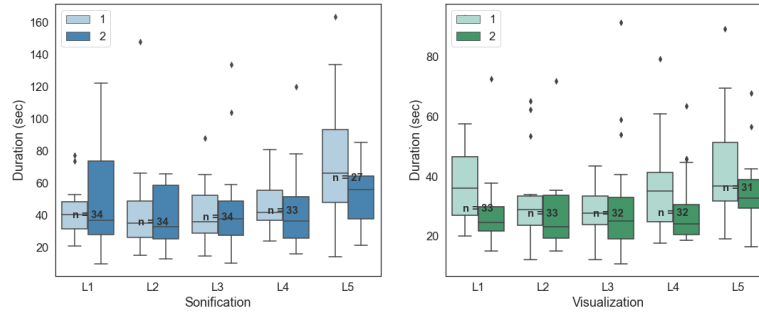 1
2
Duration (sec)
160
140
120
100
80
60
40
20
n = 34
n = 34
n = 34
n = 33
n = 27
L1 L2 L3 L4 L5
Sonification
1
2
Duration (sec)
80
60
40
20
n = 33
n = 33
n = 32
n = 32
n = 31
L1 L2 L3 L4 L5
Visualization